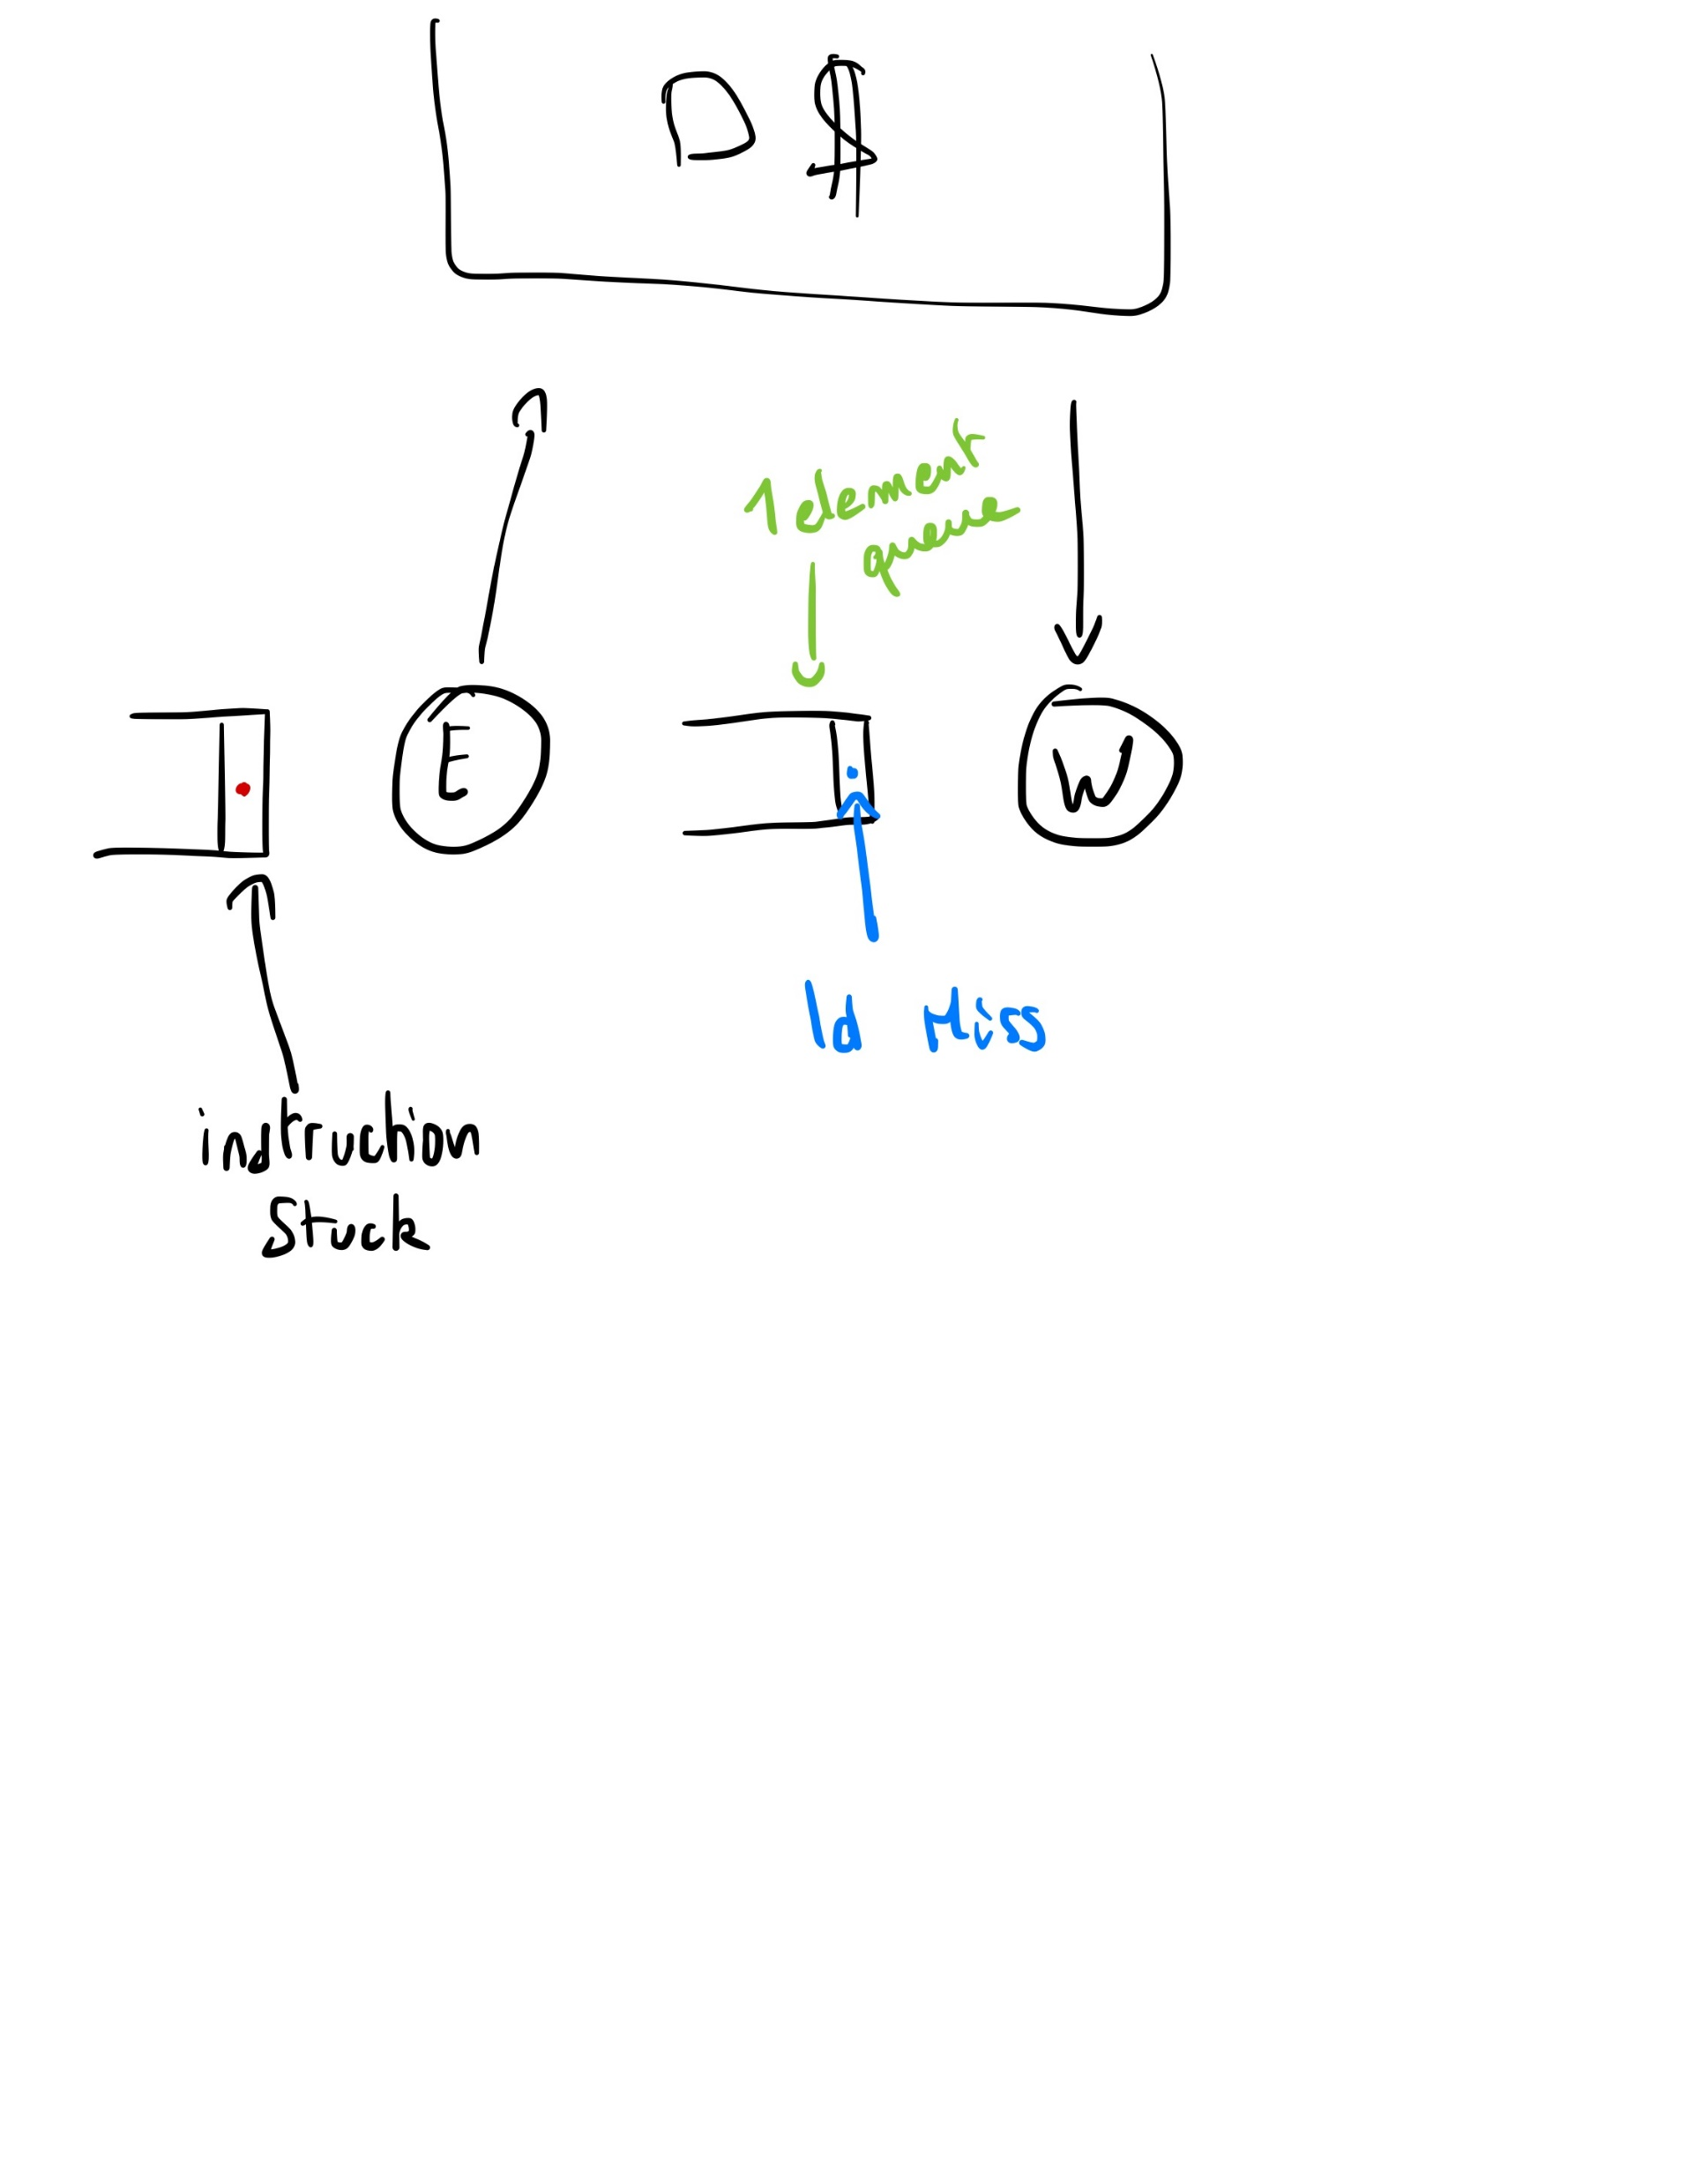 D $
1 element
queue
E
W
ld Miss
instruction
Stuck